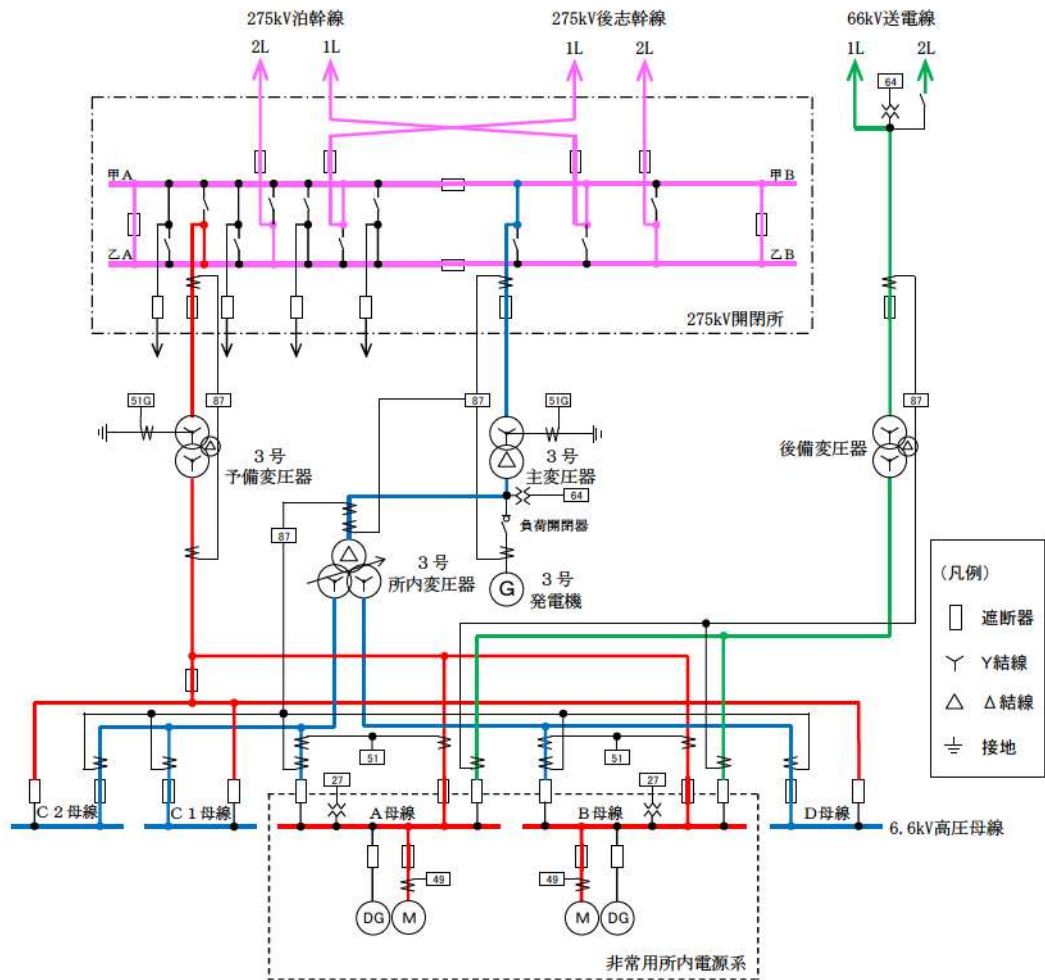 275kV泊幹線
275kV後志幹線
66kV送電線
2L
1L
1L
2L
1L
2L
64
甲A
甲B
乙A
乙B
275kV開閉所
51G
87
87
51G
87
3号
予備変圧器
3号
主変圧器
後備変圧器
64
87
負荷開閉器
3号
所内変圧器
G
3号
発電機
(凡例)
遮断器
Y結線
Δ結線
接地
51
51
27
27
C2母線
C1母線
A母線
B母線
D母線
6.6kV高圧母線
49
49
DG
M
M
DG
非常用所内電源系